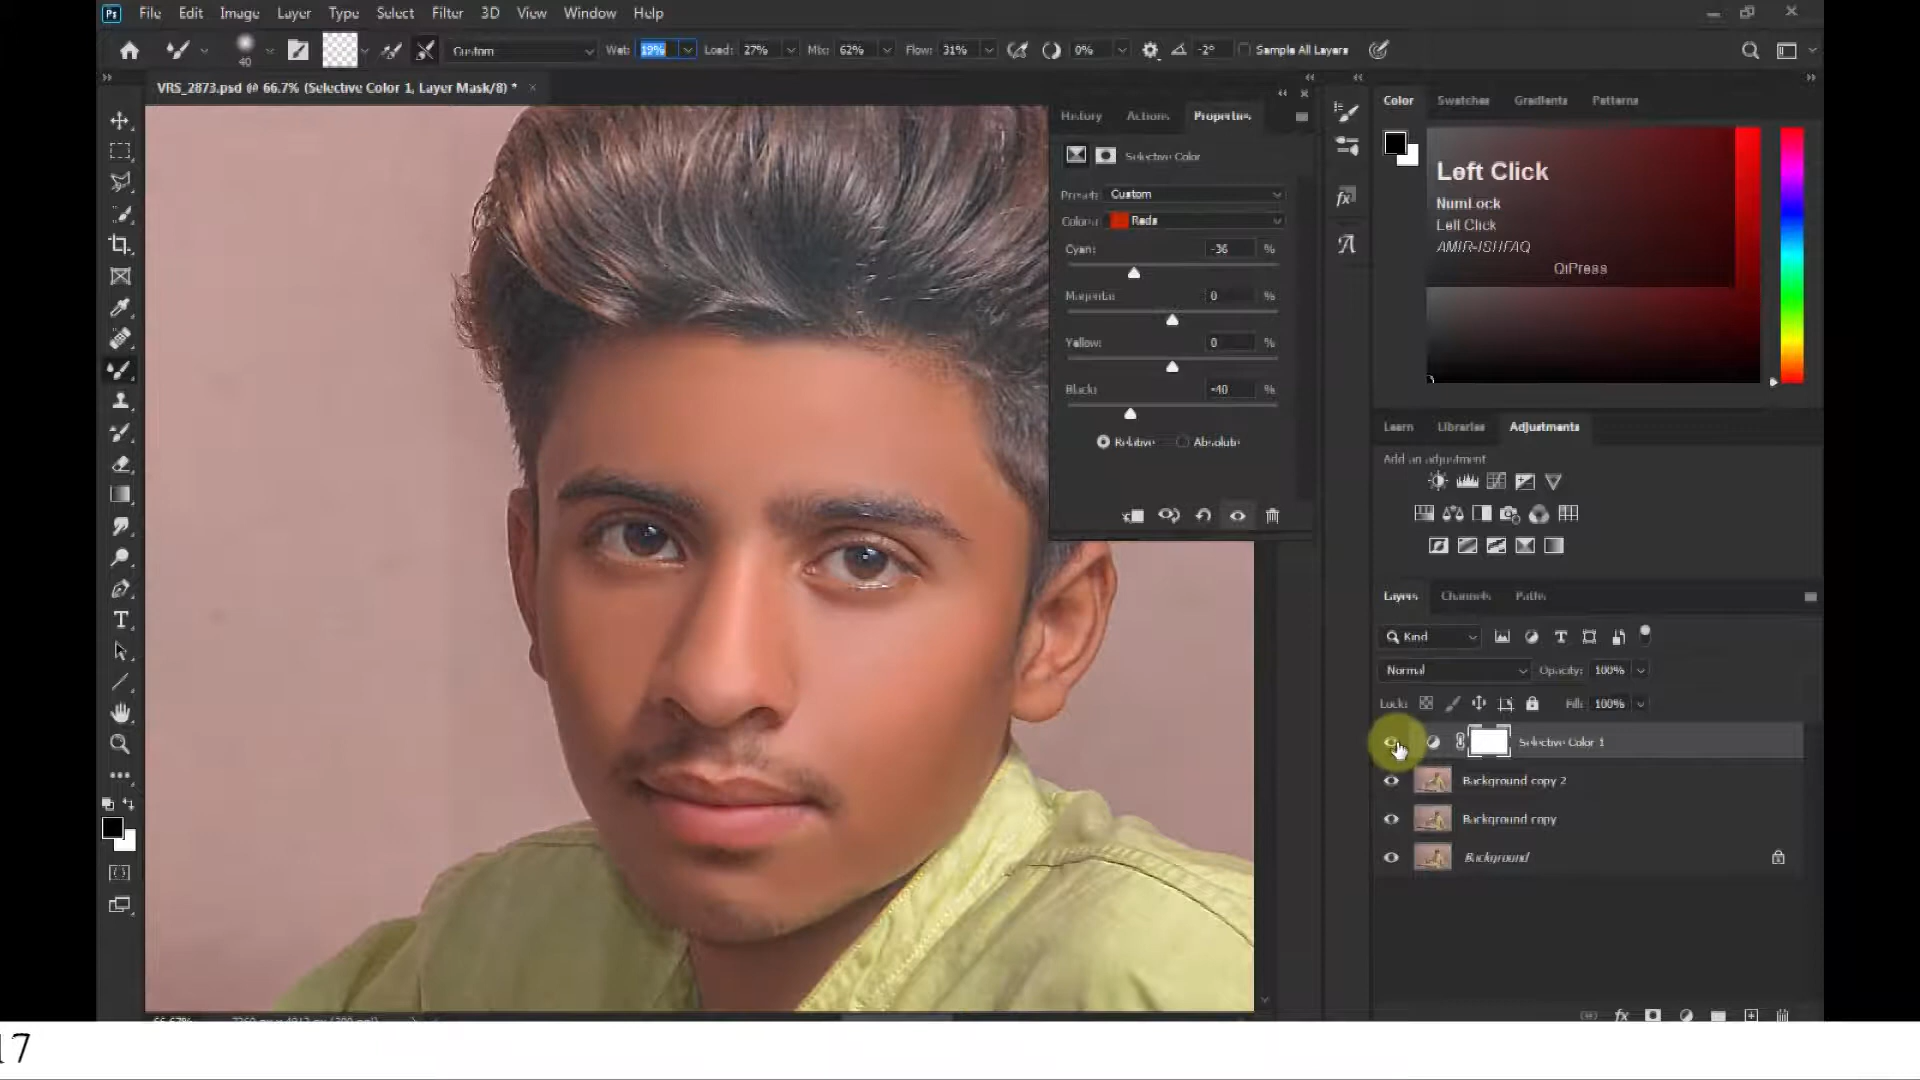 Ps File Edit Image Layer Type Select Filter 3D View Window Help
40 Custom Wet: 19% Load: 27% Mix: 62% Flow: 31% 0% -2° Sample All Layers
VRS_2873.psd @ 66.7% (Selective Color 1, Layer Mask/8) *
History Actions Properties
Selective Color
Preset: Custom
Colors: Reds
Cyan: -36 %
Magenta: 0 %
Yellow: 0 %
Black: -40 %
Relative Absolute
Color Swatches Gradients Patterns
Left Click
NumLock
Left Click
AMIR-ISHFAQ
QiPress
Learn Libraries Adjustments
Add an adjustment
Layers Channels Paths
Kind
Normal Opacity: 100%
Lock: Fill: 100%
Selective Color 1
Background copy 2
Background copy
Background
17